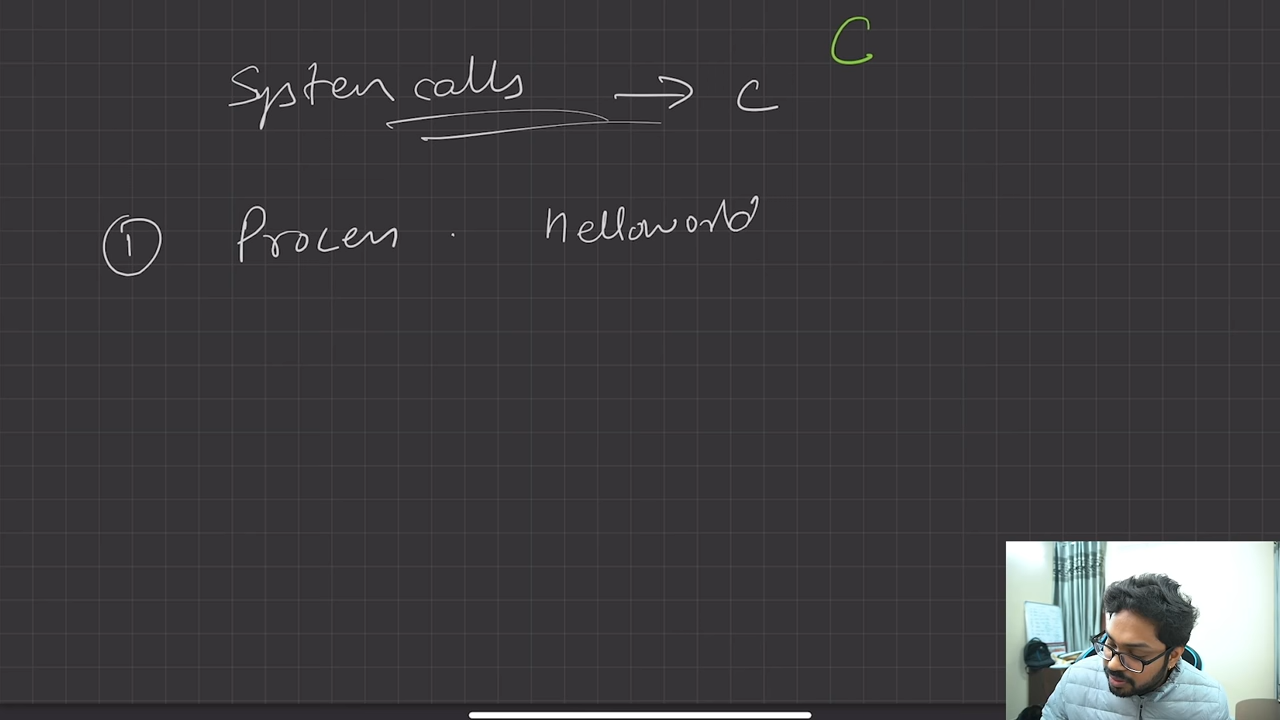 C
System calls → C
① Process . helloworld